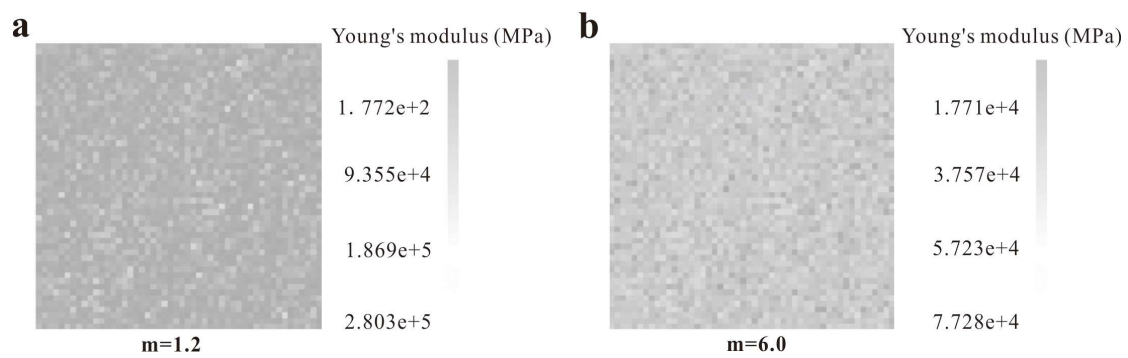 a
Young's modulus (MPa)
1. 772e+2
9.355e+4
1.869e+5
2.803e+5
m=1.2
b
Young's modulus (MPa)
1.771e+4
3.757e+4
5.723e+4
7.728e+4
m=6.0